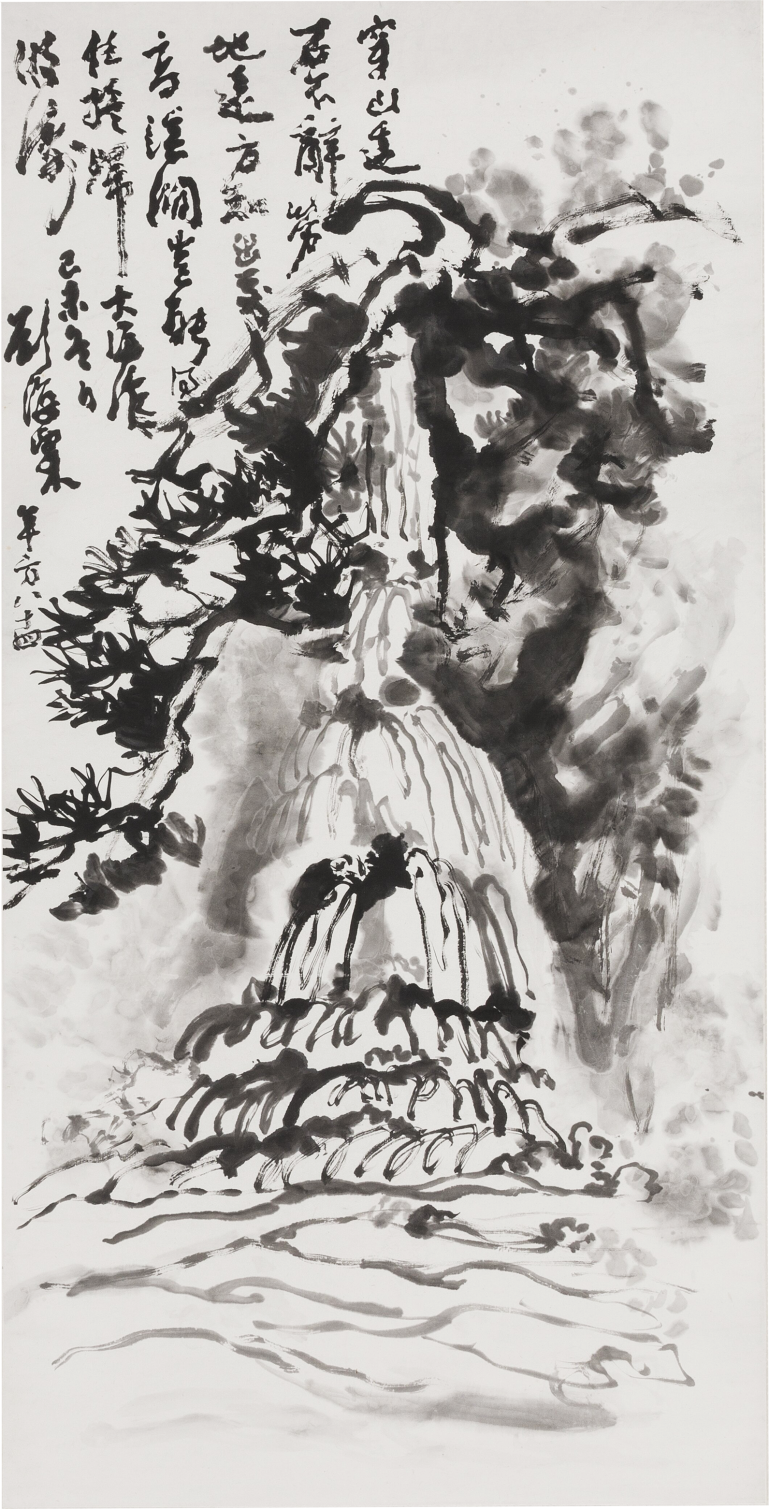 穿山透
石不辭勞
地遠方知出處
高溪澗豈能留
住終歸大海作
波濤 己未冬日
劉海粟 年方八十四